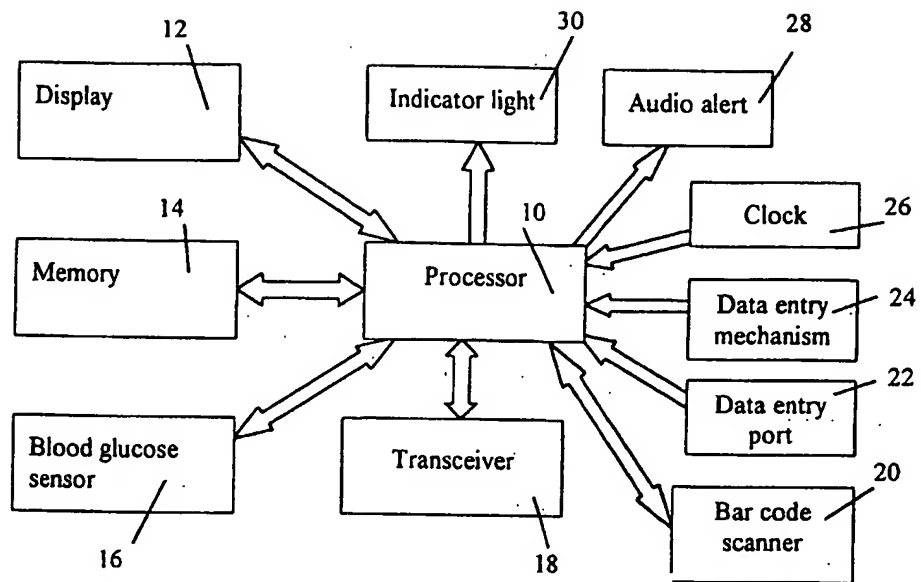 12
30
28
Display
Indicator light
Audio alert
14
10
Clock
26
Memory
Processor
Data entry
mechanism
24
22
Data entry
port
Blood glucose
sensor
Transceiver
20
Bar code
scanner
16
18